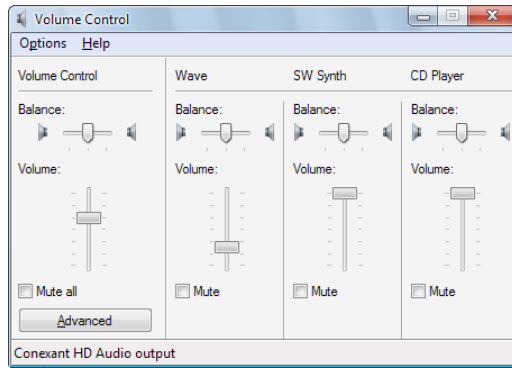 Volume Control
Options Help
Volume Control Wave SW Synth CD Player
Balance: Balance: Balance: Balance:
Volume: Volume: Volume: Volume:
Mute all Mute Mute Mute
Advanced
Conexant HD Audio output